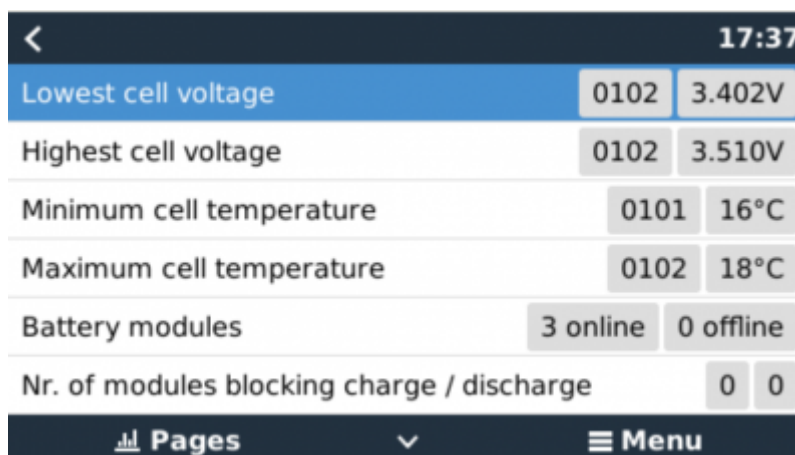 17:37
Lowest cell voltage 0102 3.402V
Highest cell voltage 0102 3.510V
Minimum cell temperature 0101 16°C
Maximum cell temperature 0102 18°C
Battery modules 3 online 0 offline
Nr. of modules blocking charge / discharge 0 0
Pages Menu